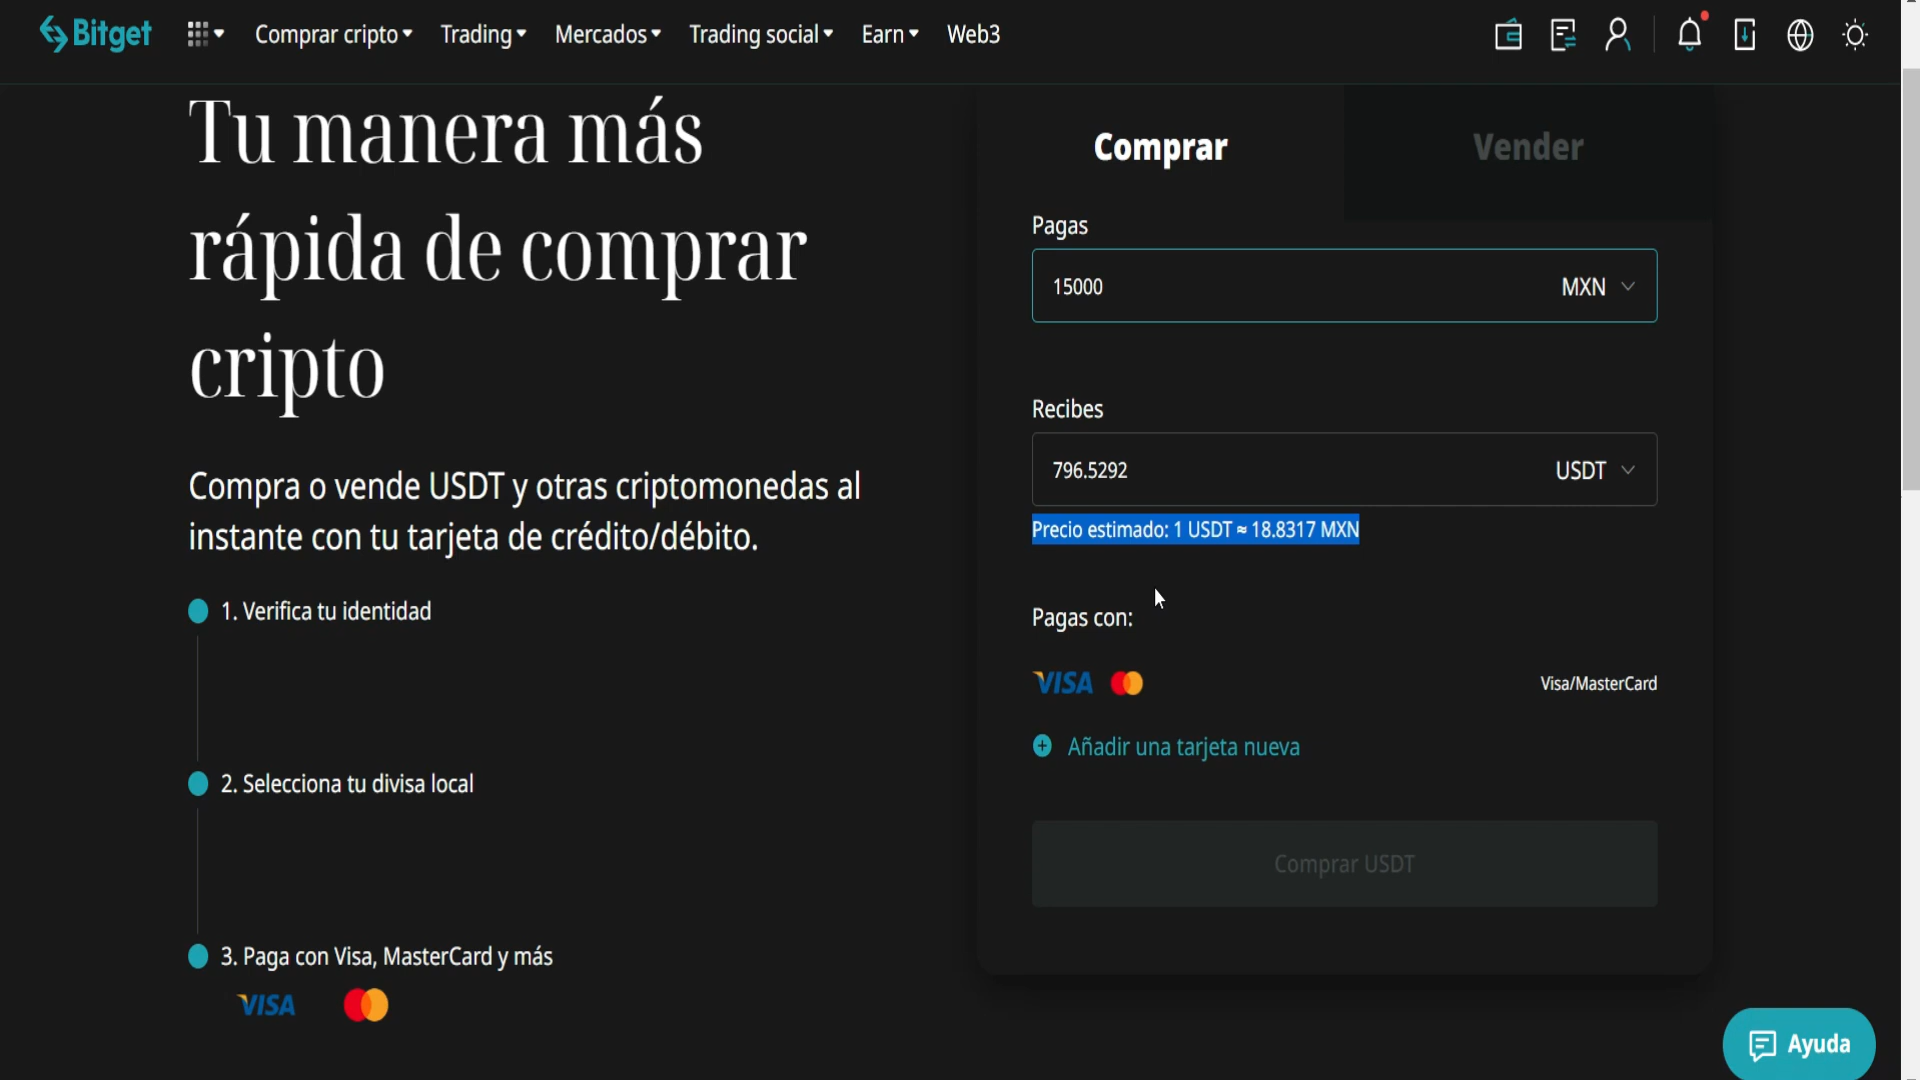 Bitget
Comprar cripto
Trading
Mercados
Trading social
Earn
Web3
Tu manera más
rápida de comprar
cripto
Compra o vende USDT y otras criptomonedas al
instante con tu tarjeta de crédito/débito.
1. Verifica tu identidad
2. Selecciona tu divisa local
3. Paga con Visa, MasterCard y más
VISA
Comprar
Vender
Pagas
15000
MXN
Recibes
796.5292
USDT
Precio estimado: 1 USDT ≈ 18.8317 MXN
Pagas con:
VISA
Visa/MasterCard
Añadir una tarjeta nueva
Comprar USDT
Ayuda